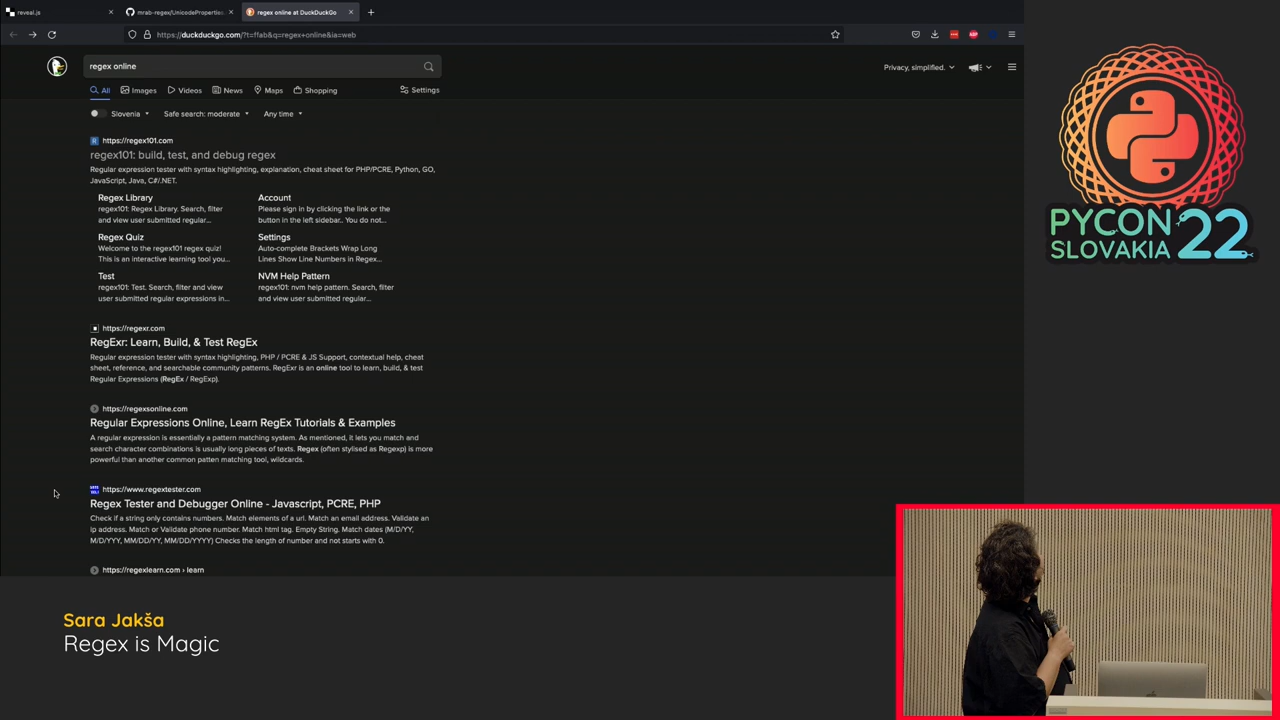 reveal.js
mrab-regex/UnicodeProperties
regex online at DuckDuckGo
https://duckduckgo.com/?t=ffab&q=regex+online&ia=web
regex online
Privacy, simplified.
All
Images
Videos
News
Maps
Shopping
Settings
Slovenia
Safe search: moderate
Any time
https://regex101.com
regex101: build, test, and debug regex
Regular expression tester with syntax highlighting, explanation, cheat sheet for PHP/PCRE, Python, GO,
JavaScript, Java, C#/.NET.
Regex Library
regex101: Regex Library. Search, filter
and view user submitted regular...
Account
Please sign in by clicking the link or the
button in the left sidebar.. You do not...
Regex Quiz
Welcome to the regex101 regex quiz!
This is an interactive learning tool you...
Settings
Auto-complete Brackets Wrap Long
Lines Show Line Numbers in Regex...
Test
regex101: Test. Search, filter and view
user submitted regular expressions in...
NVM Help Pattern
regex101: nvm help pattern. Search, filter
and view user submitted regular...
https://regexr.com
RegExr: Learn, Build, & Test RegEx
Regular expression tester with syntax highlighting, PHP / PCRE & JS Support, contextual help, cheat
sheet, reference, and searchable community patterns. RegExr is an online tool to learn, build, & test
Regular Expressions (RegEx / RegExp).
https://regexsonline.com
Regular Expressions Online, Learn RegEx Tutorials & Examples
A regular expression is essentially a pattern matching system. As mentioned, it lets you match and
search character combinations is usually long pieces of texts. Regex (often stylised as Regexp) is more
powerful than another common patten matching tool, wildcards.
https://www.regextester.com
Regex Tester and Debugger Online - Javascript, PCRE, PHP
Check if a string only contains numbers. Match elements of a url. Match an email address. Validate an
ip address. Match or Validate phone number. Match html tag. Empty String. Match dates (M/D/YY,
M/D/YYY, MM/DD/YY, MM/DD/YYYY) Checks the length of number and not starts with 0.
https://regexlearn.com › learn
PYCON 22
SLOVAKIA
Sara Jakša
Regex is Magic